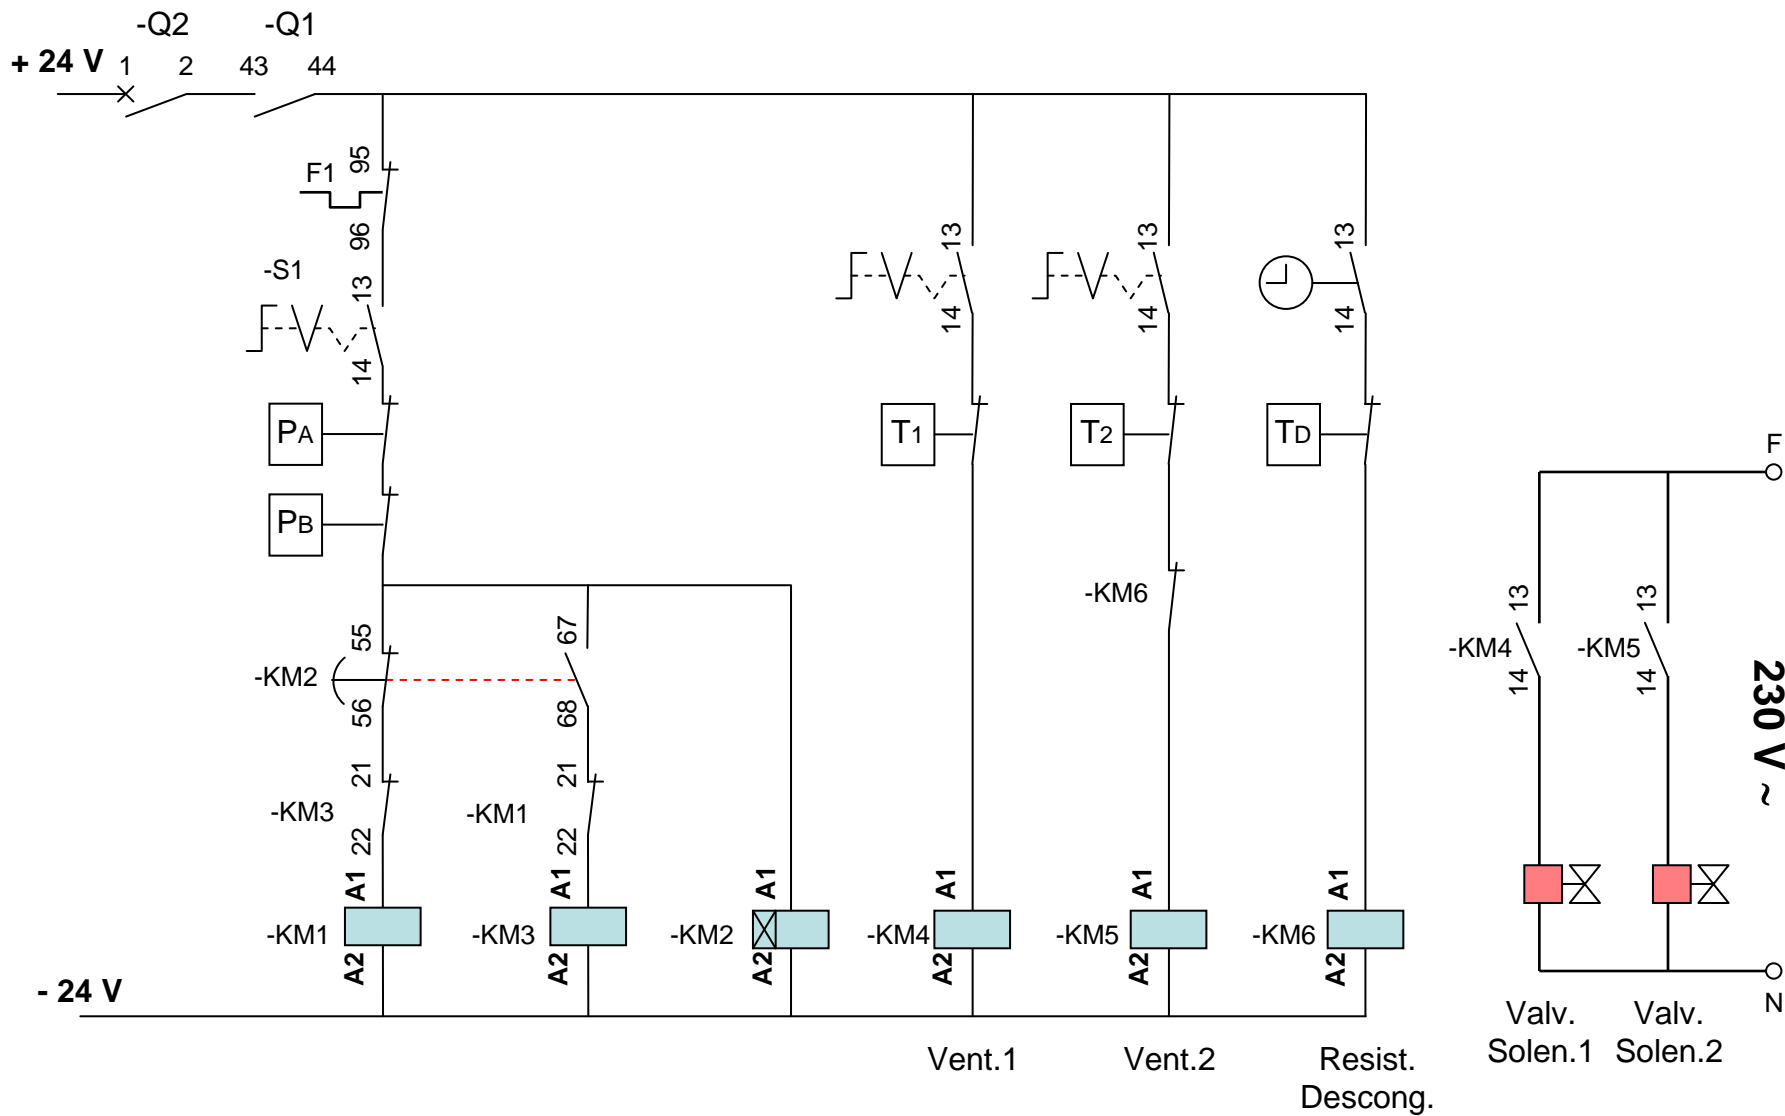 -Q2 -Q1
+ 24 V 1 2 43 44
F1 95
96
-S1 13
14
PA
PB
13
14
13
14
13
14
T1
T2
TD
-KM6
55
-KM2
56
67
68
21
-KM3
22
21
-KM1
22
A1
-KM1
A2
A1
-KM3
A2
A1
-KM2
A2
A1
-KM4
A2
A1
-KM5
A2
A1
-KM6
A2
- 24 V
Vent.1
Vent.2
Resist.
Descong.
F
13
-KM4
14
13
-KM5
14
230 V ~
N
Valv.
Solen.1
Valv.
Solen.2